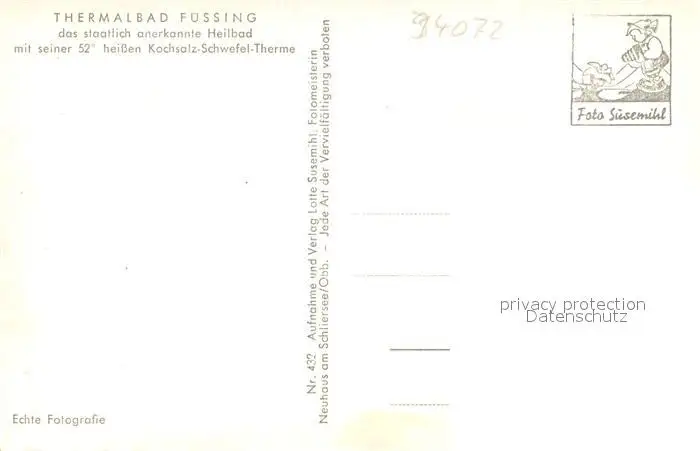 THERMALBAD FÜSSING
das staatlich anerkannte Heilbad
mit seiner 52° heißen Kochsalz-Schwefel-Therme
Echte Fotografie
Nr. 432 Aufnahme und Verlag Lotte Susemihl, Fotomeisterin
Neuhaus am Schliersee/Obb. – Jede Art der Vervielfältigung verboten
94072
Foto Süsemihl
privacy protection
Datenschutz